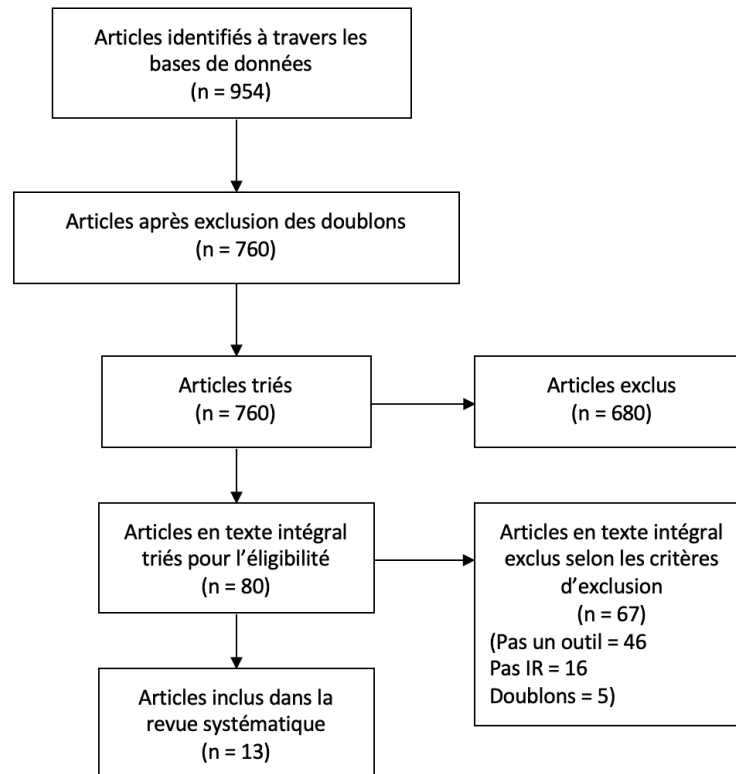 Articles identifiés à travers les
bases de données
(n = 954)
Articles après exclusion des doublons
(n = 760)
Articles triés
(n = 760)
Articles exclus
(n = 680)
Articles en texte intégral
triés pour l’éligibilité
(n = 80)
Articles en texte intégral
exclus selon les critères
d’exclusion
(n = 67)
(Pas un outil = 46
Pas IR = 16
Doublons = 5)
Articles inclus dans la
revue systématique
(n = 13)